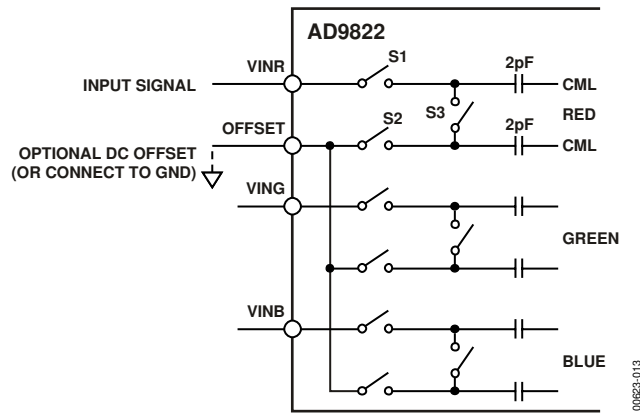 AD9822
VINR
S1
2pF
INPUT SIGNAL
CML
RED
OFFSET
S2
S3
2pF
CML
OPTIONAL DC OFFSET
(OR CONNECT TO GND)
VING
GREEN
VINB
BLUE
00623-013